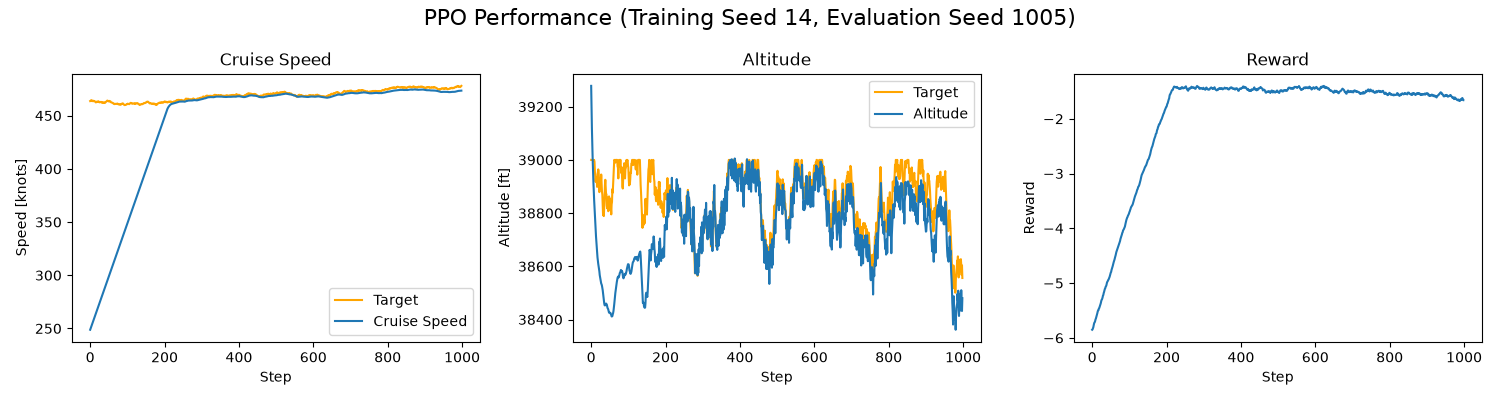 PPO Performance (Training Seed 14, Evaluation Seed 1005)
Cruise Speed
Speed [knots]
450
400
350
300
250
Target
Cruise Speed
0 200 400 600 800 1000
Step
Altitude
Altitude [ft]
39200
39000
38800
38600
38400
Target
Altitude
0 200 400 600 800 1000
Step
Reward
Reward
−2
−3
−4
−5
−6
0 200 400 600 800 1000
Step